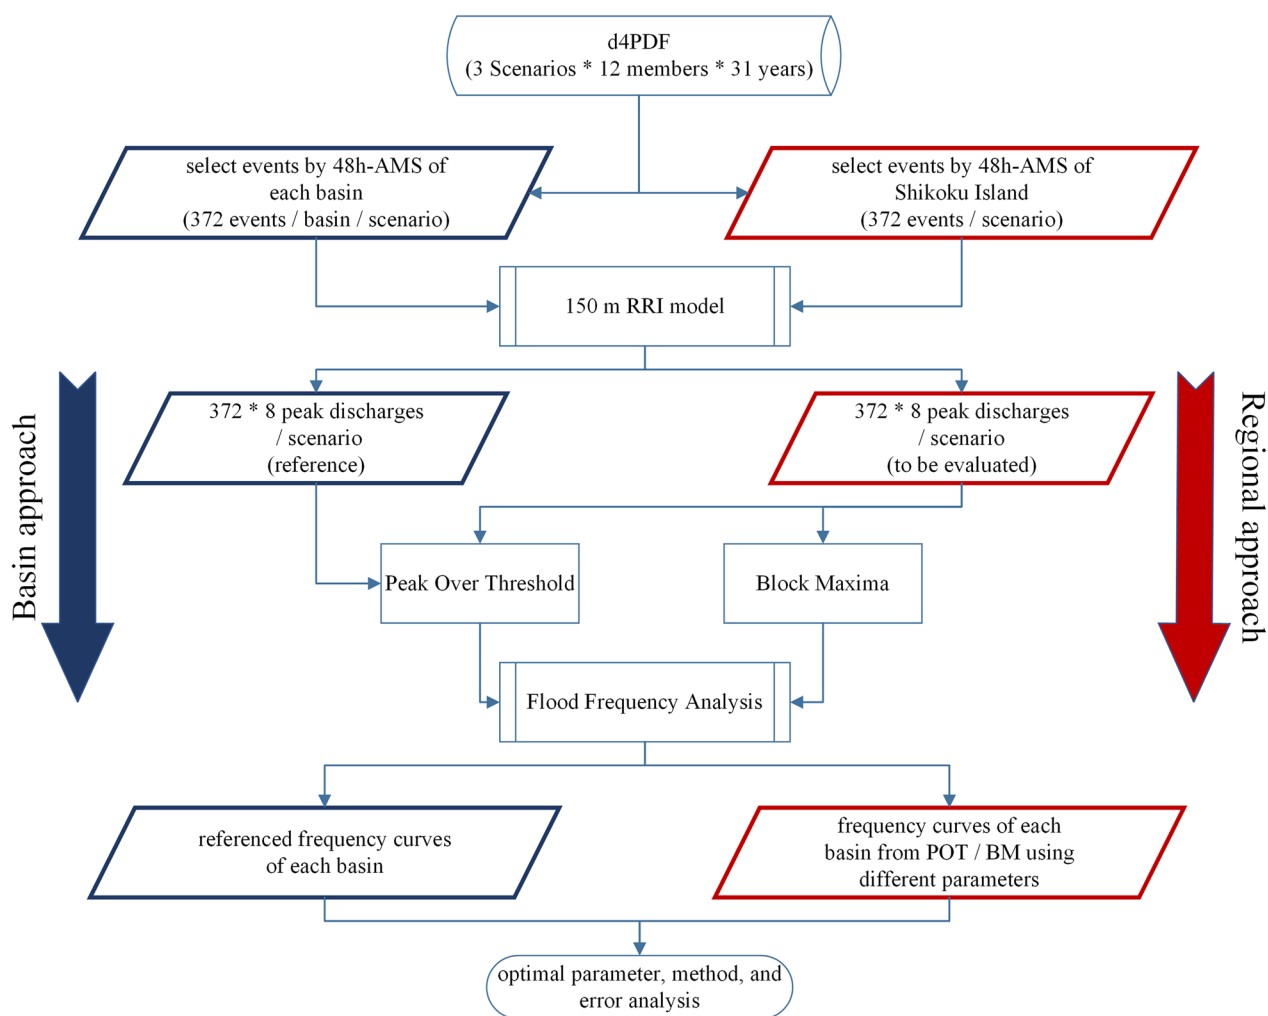 d4PDF
(3 Scenarios * 12 members * 31 years)
select events by 48h-AMS of
each basin
(372 events / basin / scenario)
select events by 48h-AMS of
Shikoku Island
(372 events / scenario)
150 m RRI model
Basin approach
372 * 8 peak discharges
/ scenario
(reference)
372 * 8 peak discharges
/ scenario
(to be evaluated)
Regional approach
Peak Over Threshold
Block Maxima
Flood Frequency Analysis
referenced frequency curves
of each basin
frequency curves of each
basin from POT / BM using
different parameters
optimal parameter, method, and
error analysis